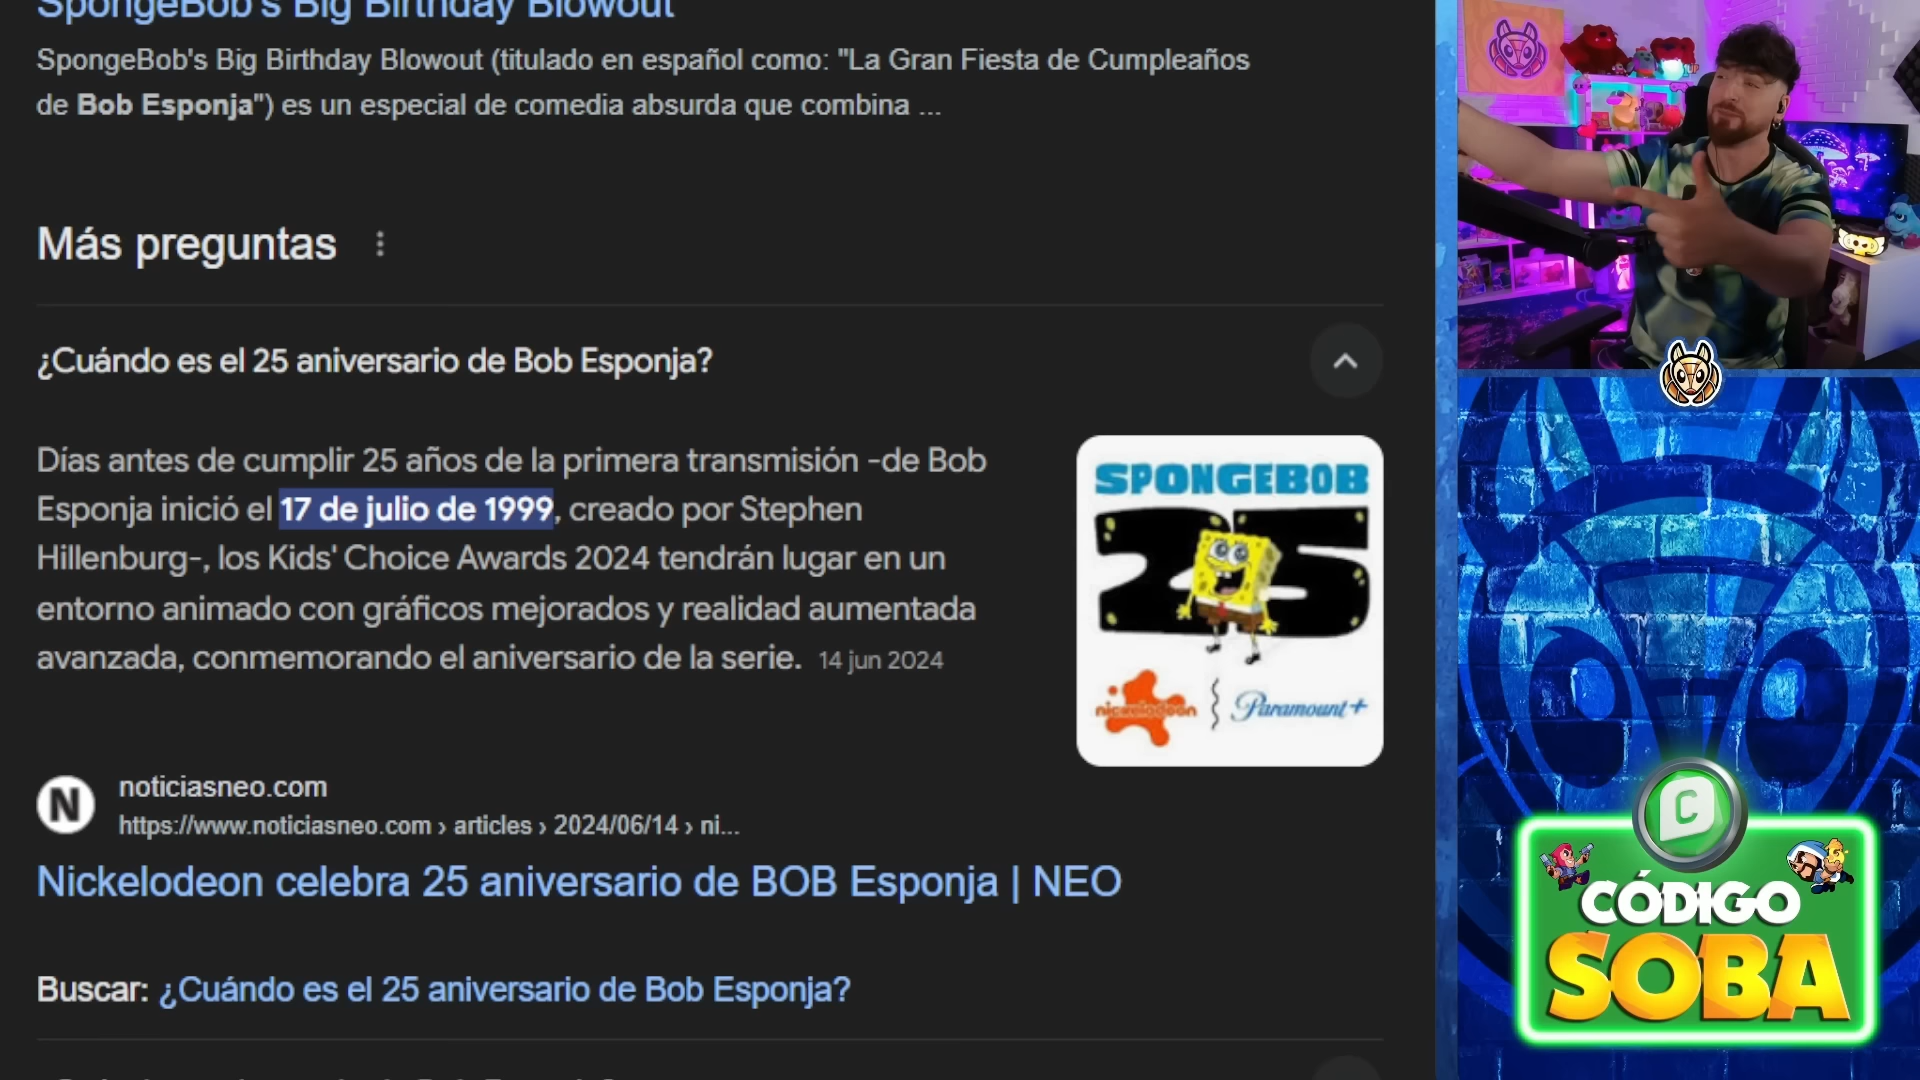 SpongeBob's Big Birthday Blowout
SpongeBob's Big Birthday Blowout (titulado en español como: "La Gran Fiesta de Cumpleaños
de Bob Esponja") es un especial de comedia absurda que combina ...
Más preguntas
¿Cuándo es el 25 aniversario de Bob Esponja?
Días antes de cumplir 25 años de la primera transmisión -de Bob
Esponja inició el 17 de julio de 1999, creado por Stephen
Hillenburg-, los Kids' Choice Awards 2024 tendrán lugar en un
entorno animado con gráficos mejorados y realidad aumentada
avanzada, conmemorando el aniversario de la serie. 14 jun 2024
SPONGEBOB
25
nickelodeon
Paramount+
N
noticiasneo.com
https://www.noticiasneo.com › articles › 2024/06/14 › ni...
Nickelodeon celebra 25 aniversario de BOB Esponja | NEO
Buscar: ¿Cuándo es el 25 aniversario de Bob Esponja?
C
CÓDIGO
SOBA